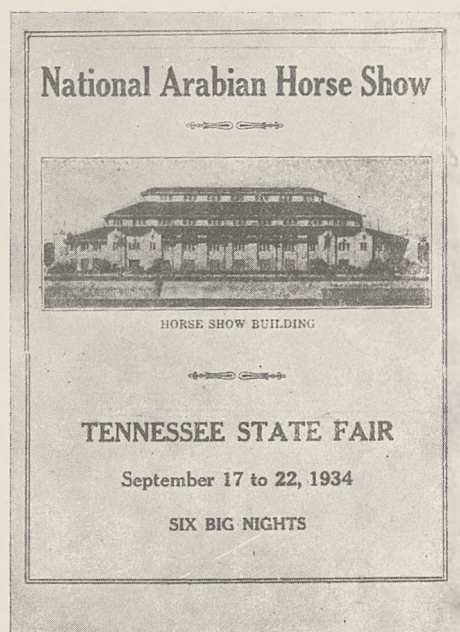 National Arabian Horse Show
HORSE SHOW BUILDING
TENNESSEE STATE FAIR
September 17 to 22, 1934
SIX BIG NIGHTS